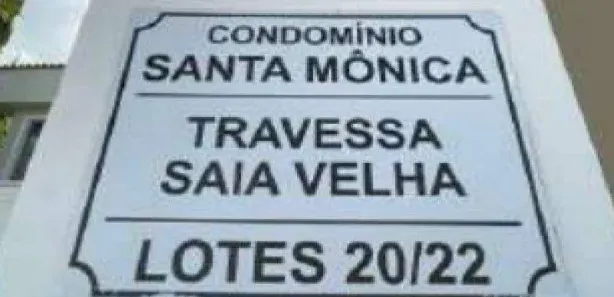 CONDOMÍNIO
SANTA MÔNICA
TRAVESSA
SAIA VELHA
LOTES 20/22